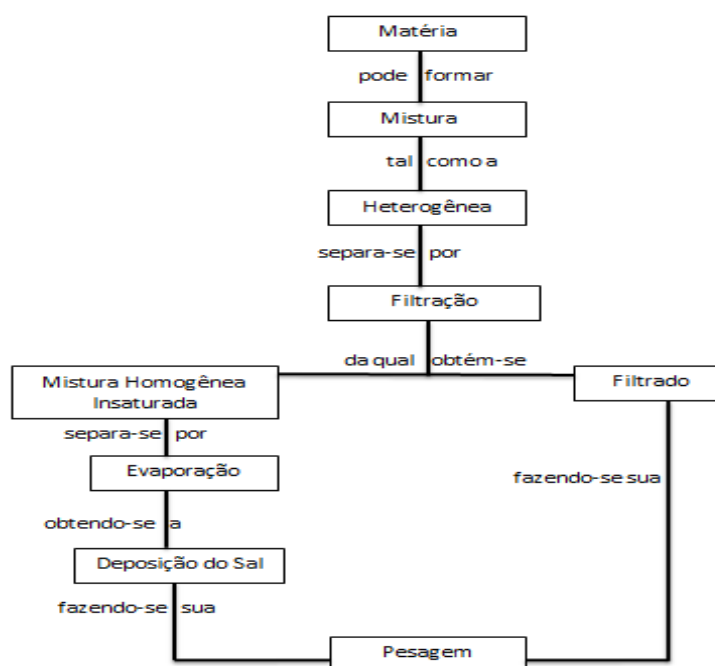 Matéria
pode formar
Mistura
tal como a
Heterogênea
separa-se por
Filtração
da qual obtém-se
Mistura Homogênea
Insaturada
Filtrado
separa-se por
Evaporação
fazendo-se sua
obtendo-se a
Deposição do Sal
fazendo-se sua
Pesagem